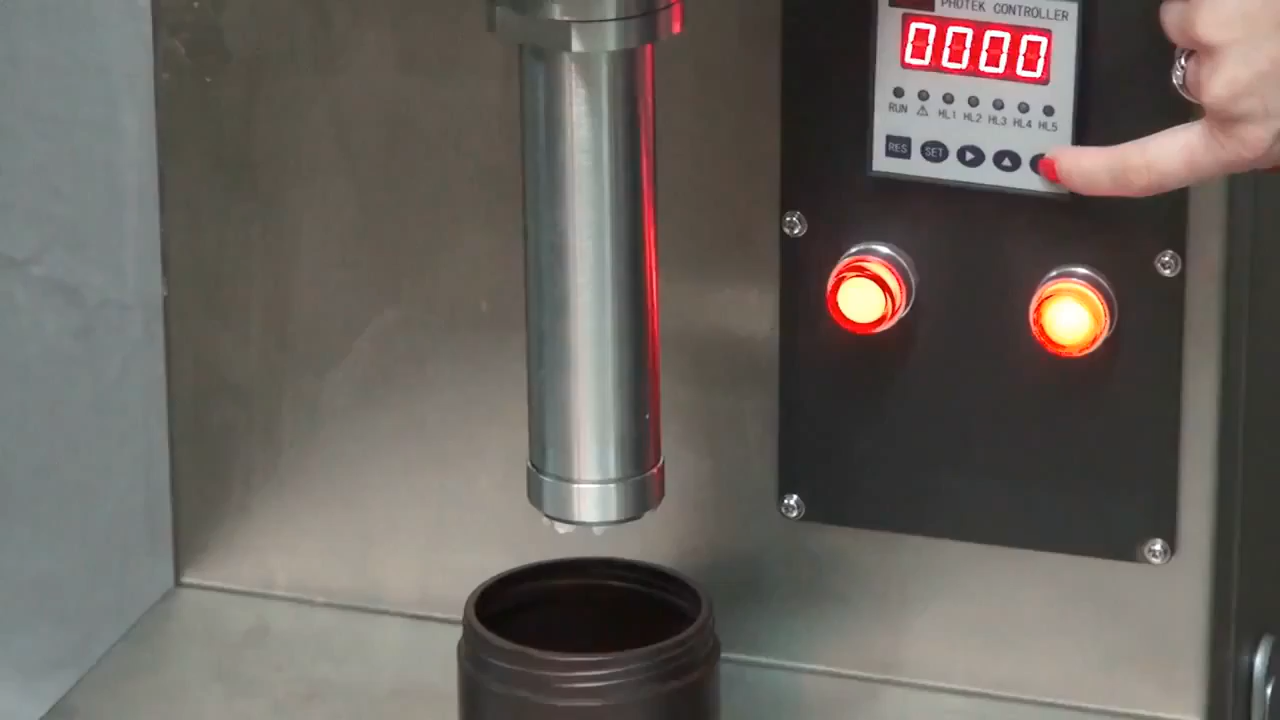 PHOTEK CONTROLLER
0000
RUN ⚠ HL1 HL2 HL3 HL4 HL5
RES SET